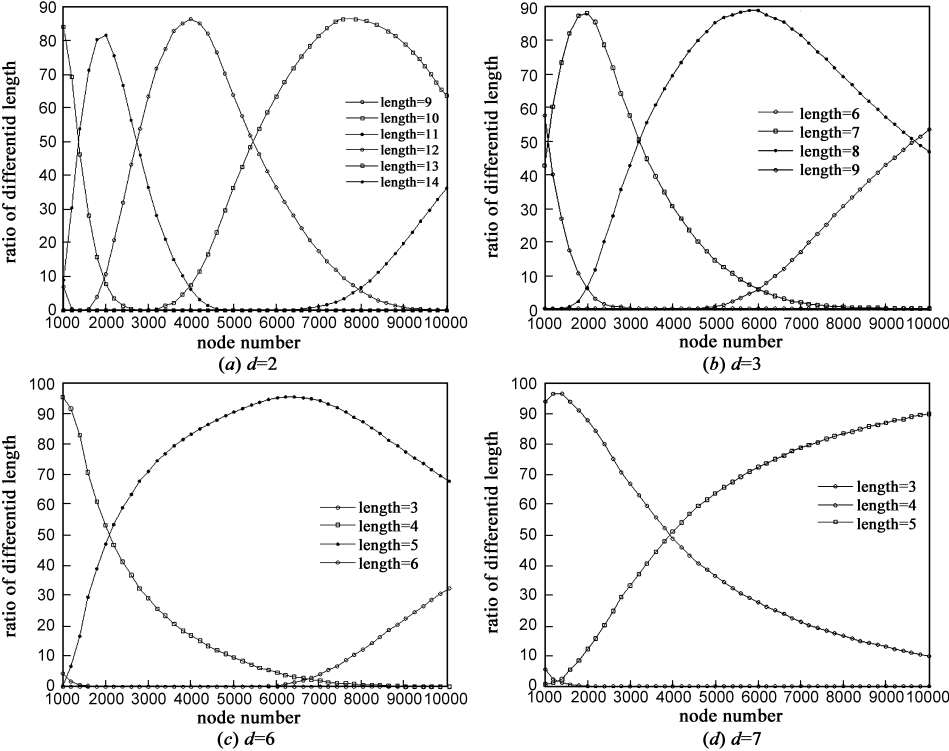 ratio of differentid length
90
80
70
60
50
40
30
20
10
0
length=9
length=10
length=11
length=12
length=13
length=14
1000 2000 3000 4000 5000 6000 7000 8000 9000 10000
node number
(a) d=2
ratio of differentid length
90
80
70
60
50
40
30
20
10
0
length=6
length=7
length=8
length=9
1000 2000 3000 4000 5000 6000 7000 8000 9000 10000
node number
(b) d=3
ratio of differentid length
100
90
80
70
60
50
40
30
20
10
0
length=3
length=4
length=5
length=6
1000 2000 3000 4000 5000 6000 7000 8000 9000 10000
node number
(c) d=6
ratio of differentid length
100
90
80
70
60
50
40
30
20
10
0
length=3
length=4
length=5
1000 2000 3000 4000 5000 6000 7000 8000 9000 10000
node number
(d) d=7